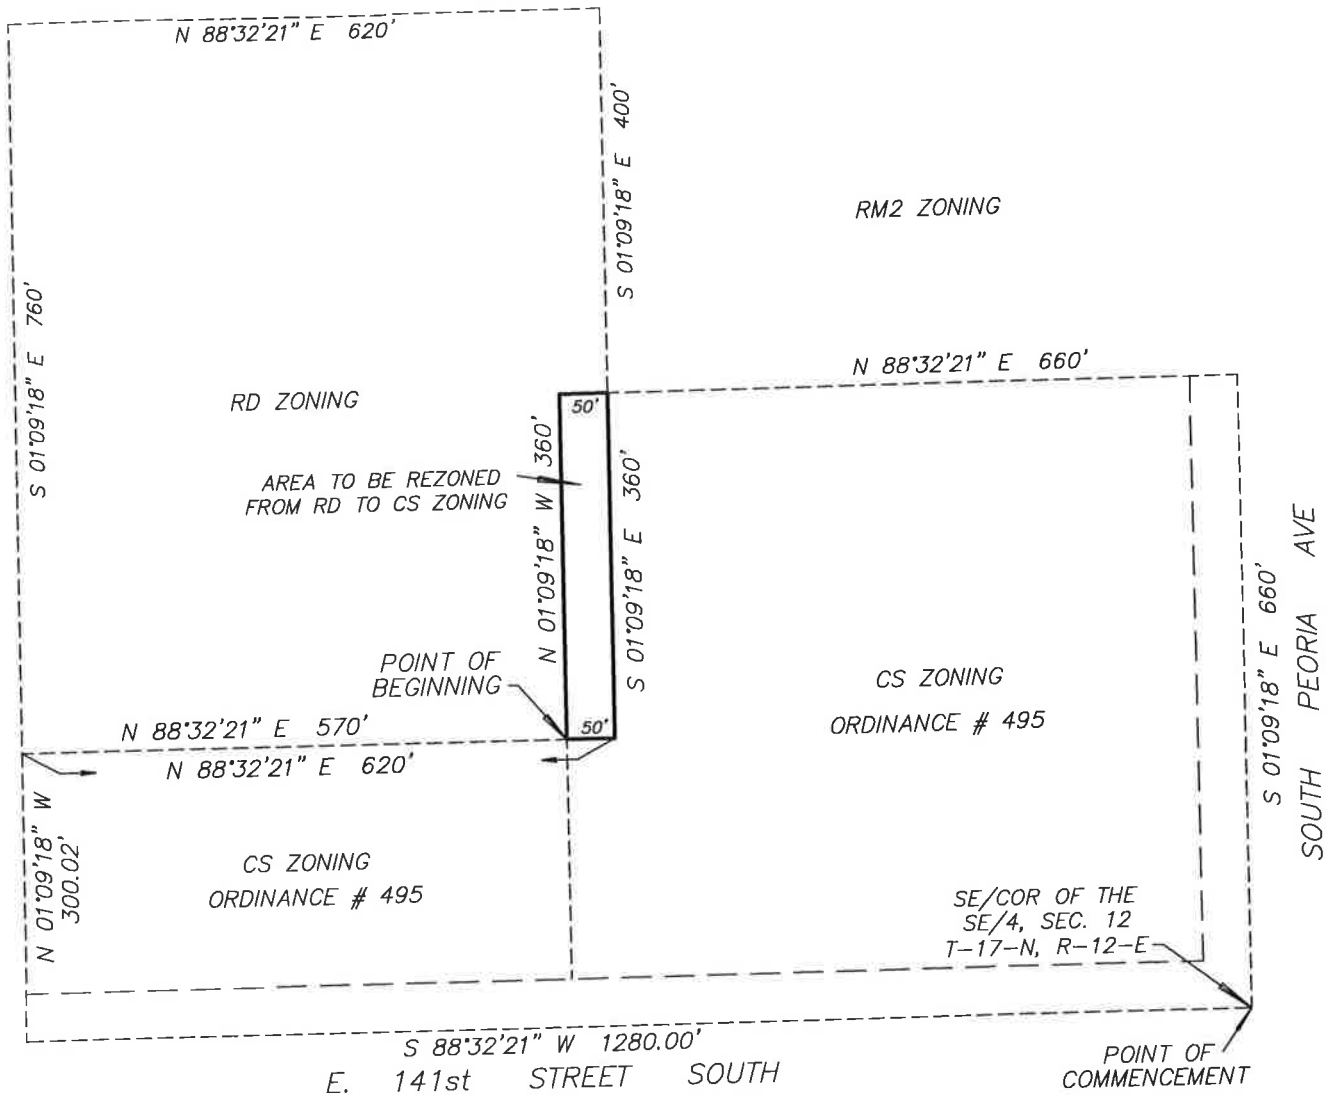 N 88°32'21" E 620'
S 01°09'18" E 400'
RM2 ZONING
S 01°09'18" E 760'
N 88°32'21" E 660'
RD ZONING
50'
N 01°09'18" W 360'
S 01°09'18" E 360'
AREA TO BE REZONED
FROM RD TO CS ZONING
SOUTH PEORIA AVE
S 01°09'18" E 660'
POINT OF
BEGINNING
CS ZONING
ORDINANCE # 495
N 88°32'21" E 570'
50'
N 88°32'21" E 620'
N 01°09'18" W
300.02'
CS ZONING
ORDINANCE # 495
SE/COR OF THE
SE/4, SEC. 12
T-17-N, R-12-E
S 88°32'21" W 1280.00'
E. 141st STREET SOUTH
POINT OF
COMMENCEMENT